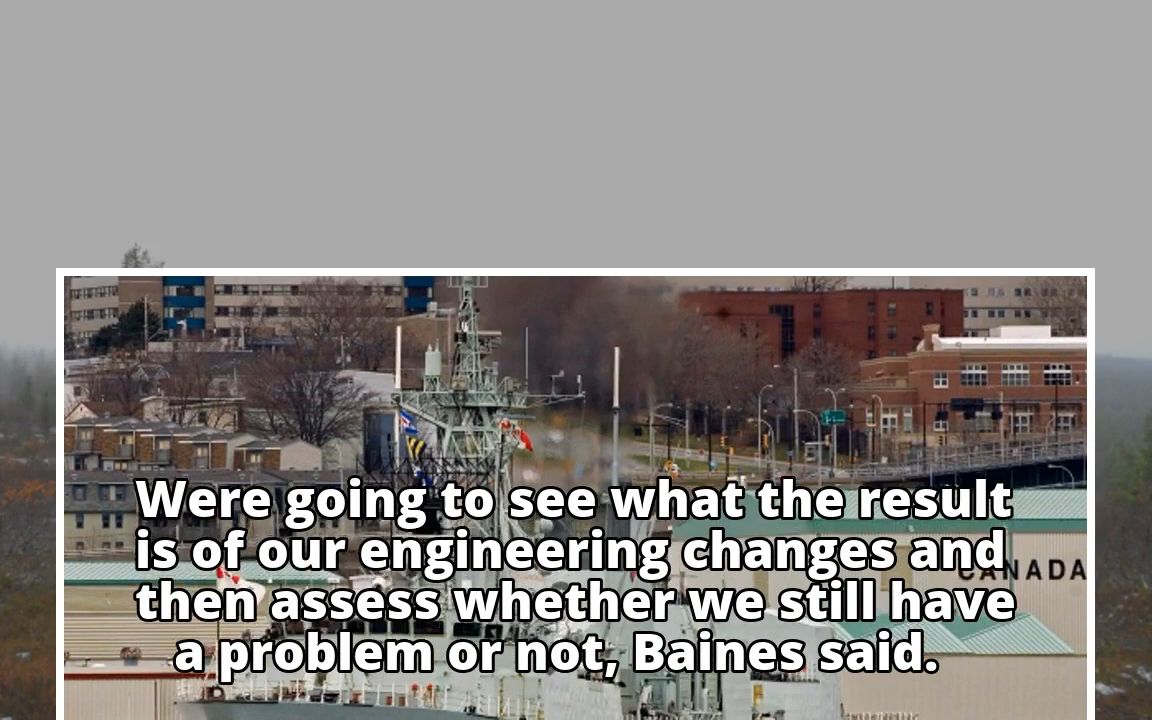 Were going to see what the result
is of our engineering changes and
CANADA
then assess whether we still have
a problem or not, Baines said.